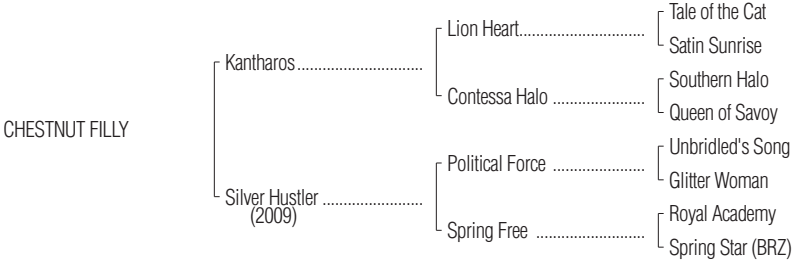 Tale of the Cat
Lion Heart..............................
Satin Sunrise
Kantharos..............................
Southern Halo
Contessa Halo ......................
Queen of Savoy
CHESTNUT FILLY
Unbridled's Song
Political Force ......................
Glitter Woman
Silver Hustler ........................
(2009)
Royal Academy
Spring Free ..........................
Spring Star (BRZ)